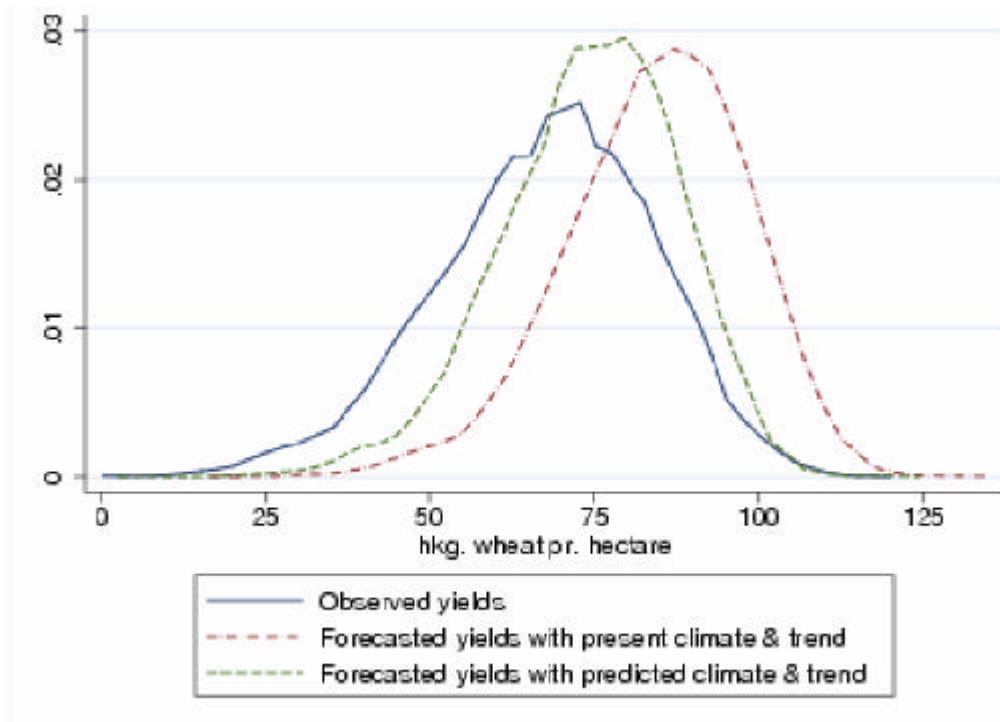 .03
.02
.01
0
0 25 50 75 100 125
hkg. wheat pr. hectare
Observed yields
Forecasted yields with present climate & trend
Forecasted yields with predicted climate & trend